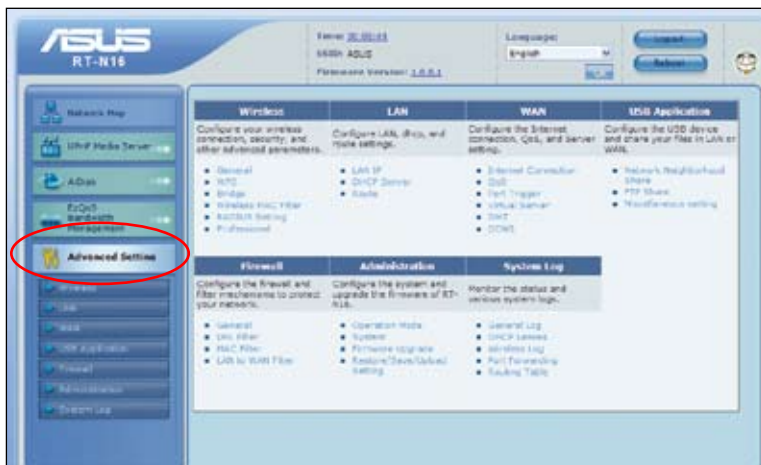 ASUS
RT-N16
SSID: ASUS
Firmware Version: 1.0.0.1
Language:
English
Logout
Reboot
Network Map
UPnP Media Server
AiDisk
EzQoS
Bandwidth
Management
Advanced Setting
Wireless
LAN
WAN
USB Application
Firewall
Administration
System Log
Wireless
Configure your wireless
connection, security, and
other advanced parameters.
General
WPS
Bridge
Wireless MAC Filter
RADIUS Setting
Professional
LAN
Configure LAN, dhcp, and
route settings.
LAN IP
DHCP Server
Route
WAN
Configure the Internet
connection, QoS, and Server
setting.
Internet Connection
QoS
Port Trigger
Virtual Server
DMZ
DDNS
USB Application
Configure the USB device
and share your files in LAN or
WAN.
Network Neighborhood
Share
FTP Share
Miscellaneous setting
Firewall
Configure the firewall and
filter mechanisms to protect
your network.
General
URL Filter
MAC Filter
LAN to WAN Filter
Administration
Configure the system and
upgrade the firmware of RT-
N16.
Operation Mode
System
Firmware Upgrade
Restore/Save/Upload
Setting
System Log
Monitor the status and
various system logs.
General Log
DHCP Leases
Wireless Log
Port Forwarding
Routing Table